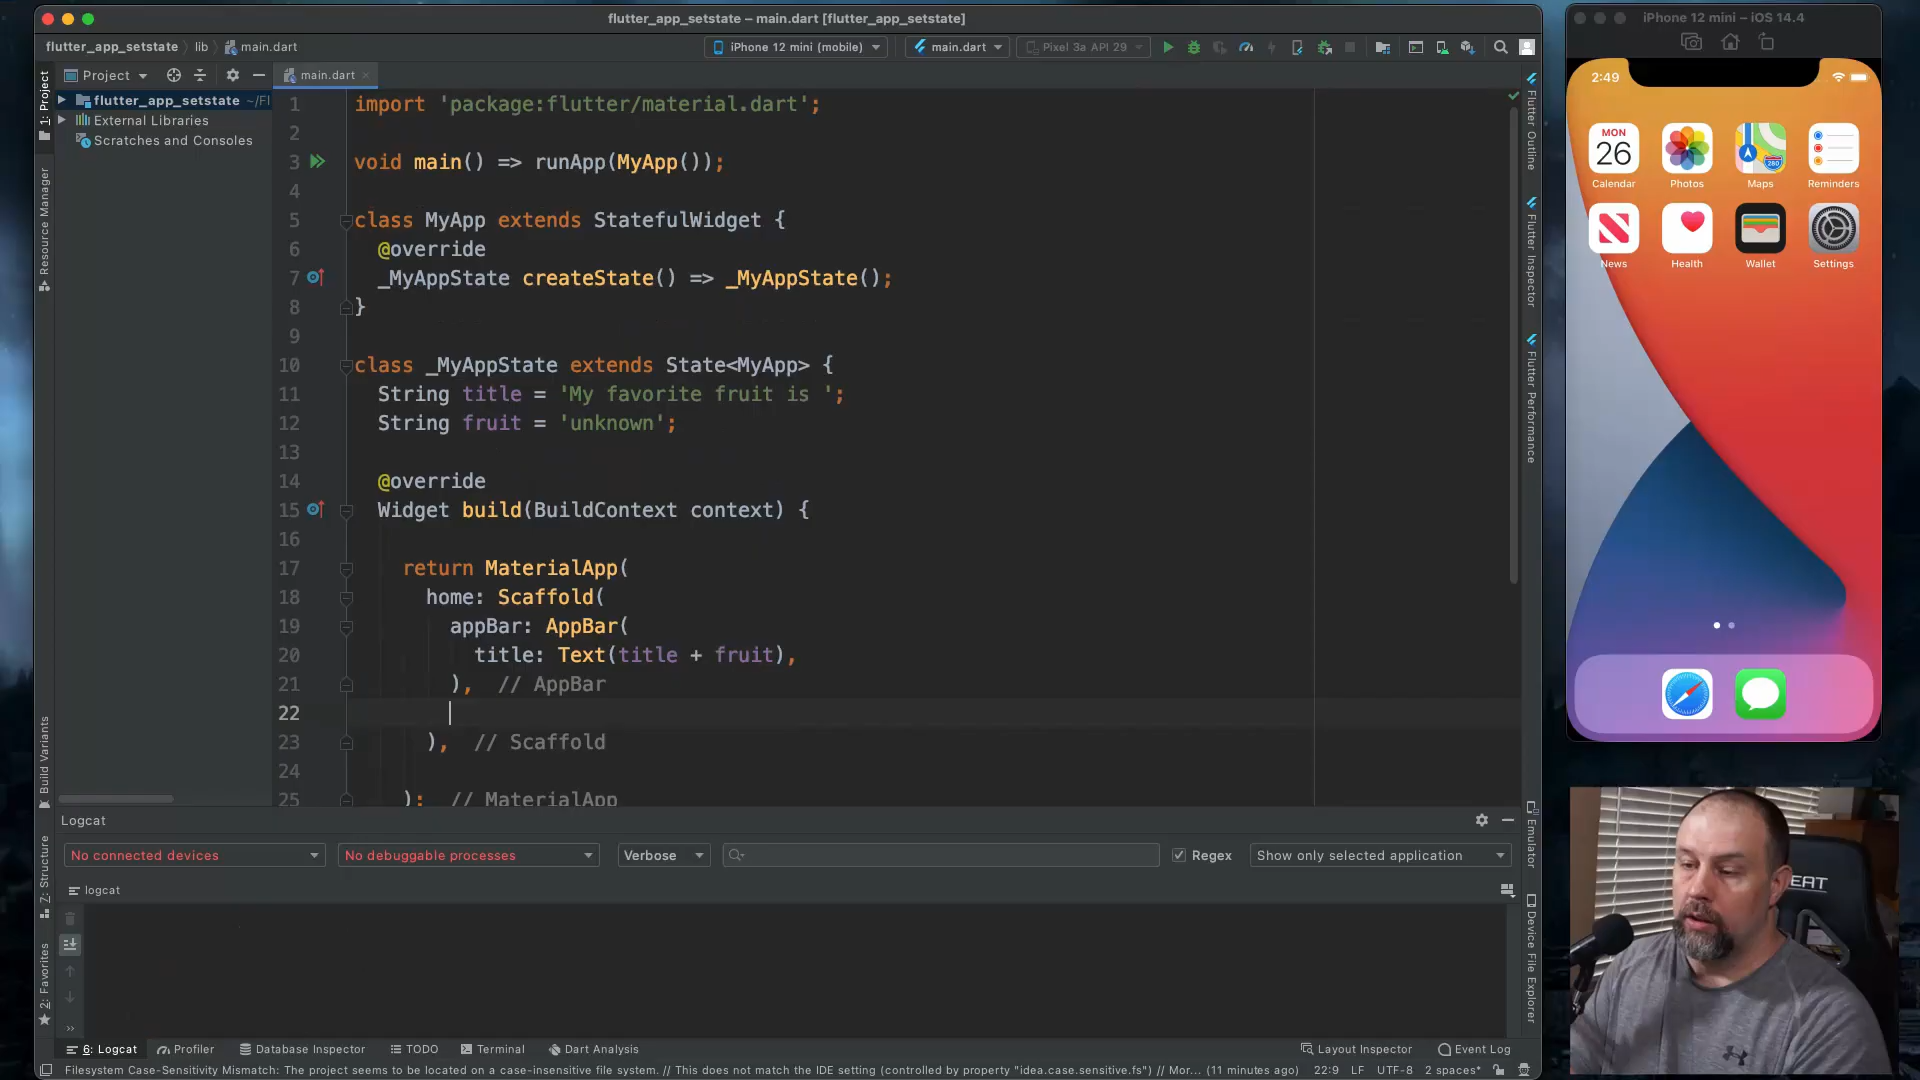 flutter_app_setstate – main.dart [flutter_app_setstate]
flutter_app_setstate
lib
main.dart
iPhone 12 mini (mobile)
main.dart
Pixel 3a API 29
Project
main.dart
1: Project
Resource Manager
Build Variants
7: Structure
2: Favorites
flutter_app_setstate ~/Fl
External Libraries
Scratches and Consoles
1 import 'package:flutter/material.dart';
2
3 void main() => runApp(MyApp());
4
5 class MyApp extends StatefulWidget {
6 @override
7 _MyAppState createState() => _MyAppState();
8 }
9
10 class _MyAppState extends State<MyApp> {
11 String title = 'My favorite fruit is ';
12 String fruit = 'unknown';
13
14 @override
15 Widget build(BuildContext context) {
16
17 return MaterialApp(
18 home: Scaffold(
19 appBar: AppBar(
20 title: Text(title + fruit),
21 ), // AppBar
22
23 ), // Scaffold
24
25 ); // MaterialApp
Flutter Outline
Flutter Inspector
Flutter Performance
Emulator
Device File Explorer
Logcat
No connected devices
No debuggable processes
Verbose
Regex
Show only selected application
logcat
6: Logcat
Profiler
Database Inspector
TODO
Terminal
Dart Analysis
Layout Inspector
Event Log
Filesystem Case-Sensitivity Mismatch: The project seems to be located on a case-insensitive file system. // This does not match the IDE setting (controlled by property "idea.case.sensitive.fs") // Mor... (11 minutes ago)
22:9 LF UTF-8 2 spaces*
iPhone 12 mini – iOS 14.4
2:49
MON
26
280
Calendar
Photos
Maps
Reminders
News
Health
Wallet
Settings
EAT